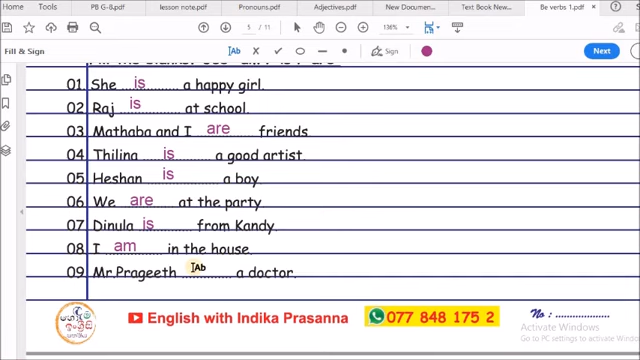 Home
Tools
PB G-8.pdf
lesson note.pdf
Pronouns.pdf
Adjectives.pdf
New Documents.pdf
Text Book New...
Be verbs 1.pdf
5 / 11
136%
Fill & Sign
Ab
Sign
Next
01. She ...is... a happy girl.
02. Raj ...is... at school.
03. Mathaba and I ...are... friends
04. Thilina ...is... a good artist.
05. Heshan ...is... a boy.
06. We ...are... at the party
07. Dinula ...is... from Kandy.
08. I ...am... in the house.
09. Mr.Prageeth ............ a doctor.
Ab
English with Indika Prasanna
077 848 175 2
No : ....................
Activate Windows
Go to PC settings to activate Windows